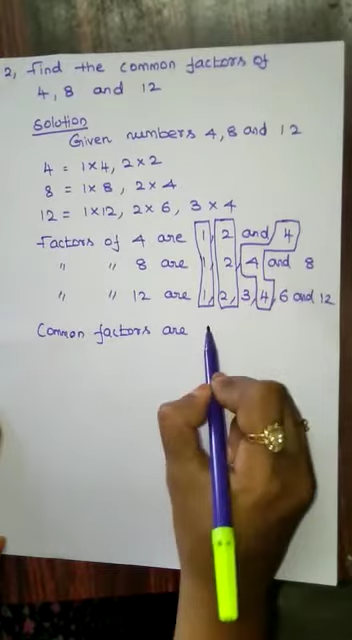 2, Find the common factors of
4, 8 and 12
Solution
Given numbers 4, 8 and 12
4 = 1 × 4, 2 × 2
8 = 1 × 8, 2 × 4
12 = 1 × 12, 2 × 6, 3 × 4
Factors of 4 are 1, 2 and 4
" " 8 are 1, 2, 4 and 8
" " 12 are 1, 2, 3, 4, 6 and 12
Common factors are